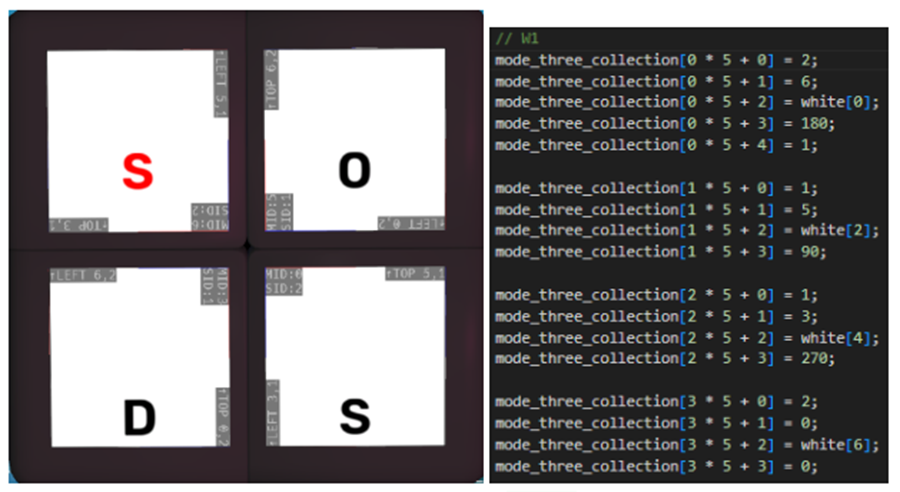 ↑LEFT 5,1
S
↑TOP 3,1
MID:6
SID:2
↑TOP 6,2
O
MID:5
SID:1
↑LEFT 0,2
↑LEFT 6,2
MID:3
SID:1
D
↑TOP 0,2
MID:0
SID:2
↑TOP 5,1
↑LEFT 3,1
S
// W1
mode_three_collection[0 * 5 + 0] = 2;
mode_three_collection[0 * 5 + 1] = 6;
mode_three_collection[0 * 5 + 2] = white[0];
mode_three_collection[0 * 5 + 3] = 180;
mode_three_collection[0 * 5 + 4] = 1;
mode_three_collection[1 * 5 + 0] = 1;
mode_three_collection[1 * 5 + 1] = 5;
mode_three_collection[1 * 5 + 2] = white[2];
mode_three_collection[1 * 5 + 3] = 90;
mode_three_collection[2 * 5 + 0] = 1;
mode_three_collection[2 * 5 + 1] = 3;
mode_three_collection[2 * 5 + 2] = white[4];
mode_three_collection[2 * 5 + 3] = 270;
mode_three_collection[3 * 5 + 0] = 2;
mode_three_collection[3 * 5 + 1] = 0;
mode_three_collection[3 * 5 + 2] = white[6];
mode_three_collection[3 * 5 + 3] = 0;